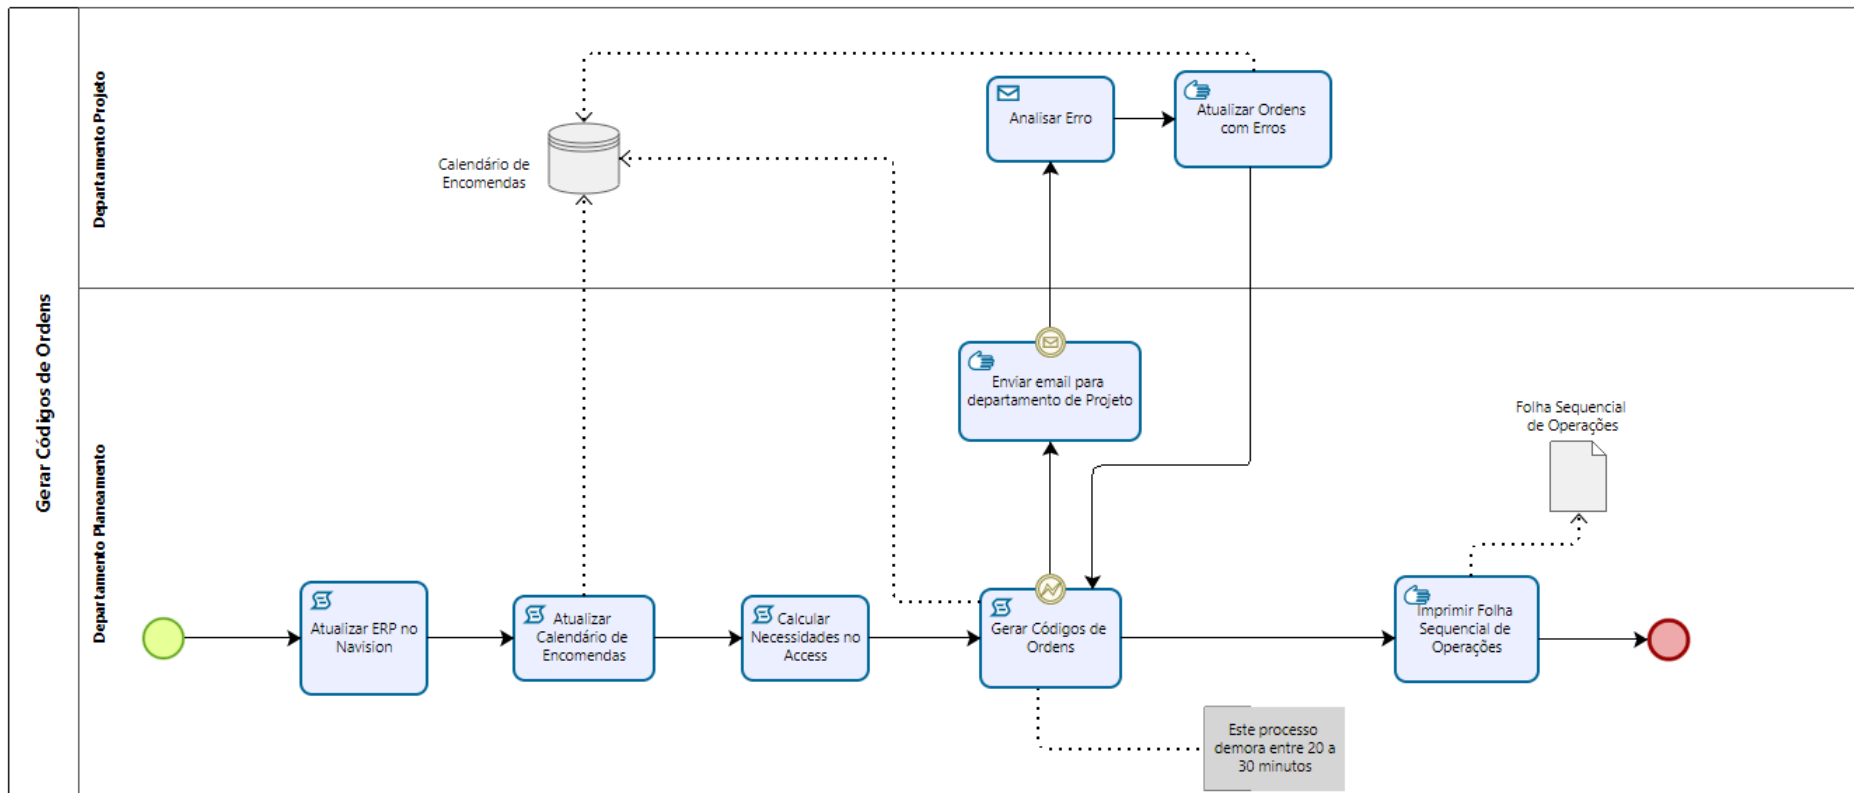 Gerar Códigos de Ordens
Departamento Projeto
Calendário de
Encomendas
Analisar Erro
Atualizar Ordens
com Erros
Departamento Planeamento
Enviar email para
departamento de Projeto
Folha Sequencial
de Operações
Atualizar ERP no
Navision
Atualizar
Calendário de
Encomendas
Calcular
Necessidades no
Access
Gerar Códigos de
Ordens
Imprimir Folha
Sequencial de
Operações
Este processo
demora entre 20 a
30 minutos